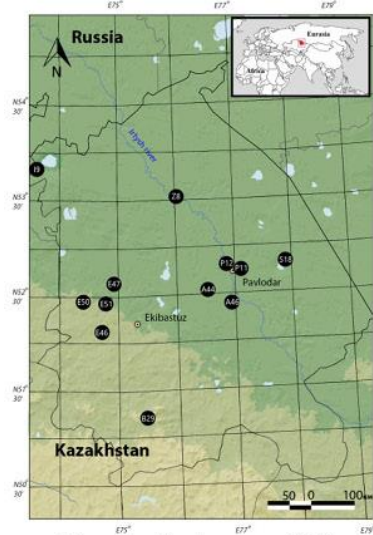 E75°
E77°
E79°
Russia
Eurasia
Africa
N
N54
30'
Irtysh river
I9
Z8
N53
30'
P12
P11
S18
Pavlodar
E47
A44
E50
E51
A46
N52
30'
Ekibastuz
E46
N51
30'
B29
Kazakhstan
N50
30'
50 0 100 км
E75°
E77°
E79°